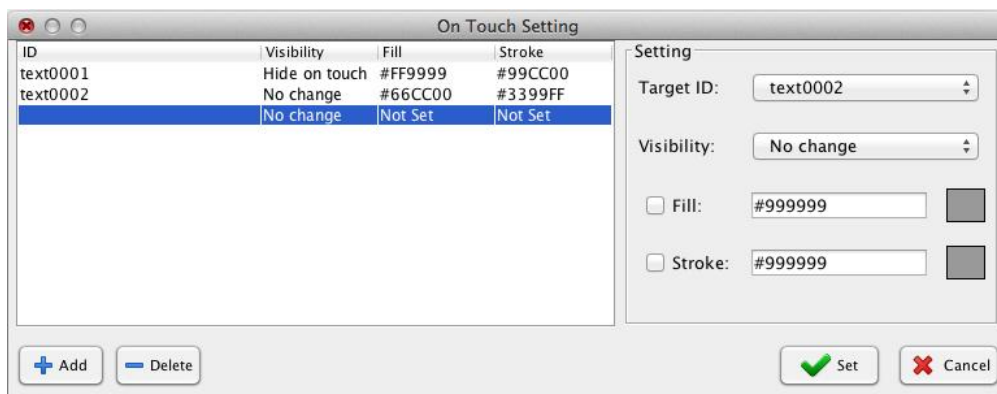 On Touch Setting
ID Visibility Fill Stroke
text0001 Hide on touch #FF9999 #99CC00
text0002 No change #66CC00 #3399FF
No change Not Set Not Set
Setting
Target ID: text0002
Visibility: No change
Fill: #999999
Stroke: #999999
Add Delete Set Cancel